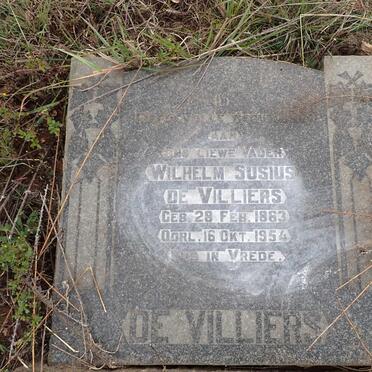 AAN
LIEWE VADER
WILHELM SUSIUS
DE VILLIERS
GEB. 28. FEB. 1883
OORL. 16. OKT. 1954
RUS IN VREDE.
DE VILLIERS